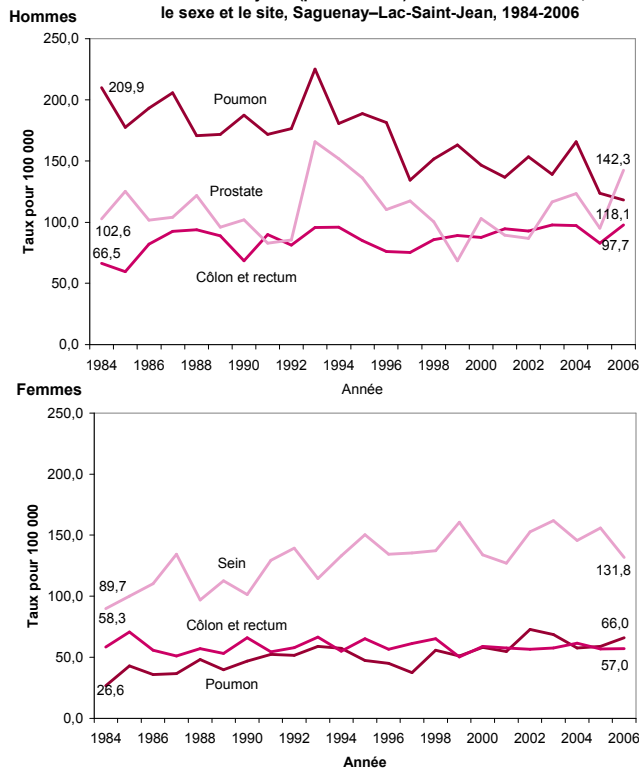 le sexe et le site, Saguenay–Lac-Saint-Jean, 1984-2006
Hommes
Taux pour 100 000
250,0
200,0
150,0
100,0
50,0
0,0
209,9
Poumon
Prostate
102,6
66,5
Côlon et rectum
142,3
118,1
97,7
1984 1986 1988 1990 1992 1994 1996 1998 2000 2002 2004 2006
Année
Femmes
Taux pour 100 000
250,0
200,0
150,0
100,0
50,0
0,0
Sein
89,7
58,3
Côlon et rectum
26,6
Poumon
131,8
66,0
57,0
1984 1986 1988 1990 1992 1994 1996 1998 2000 2002 2004 2006
Année